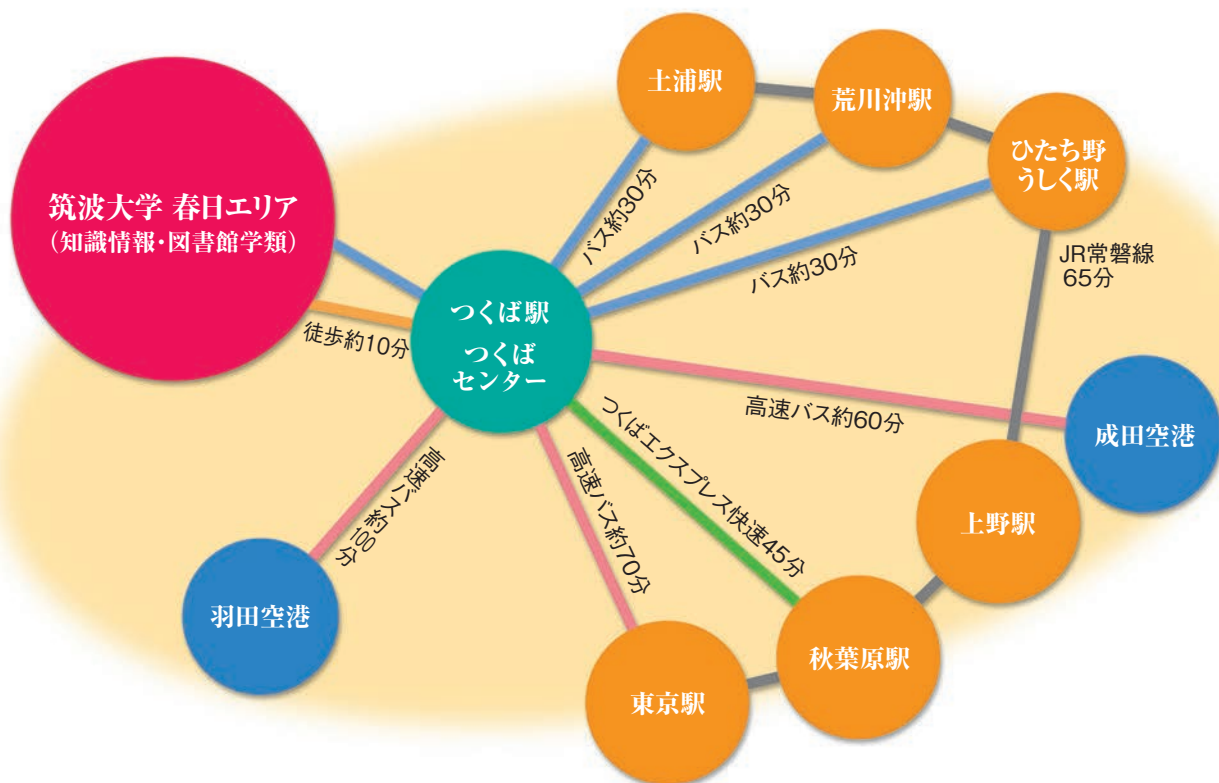 土浦駅
荒川沖駅
ひたち野
うしく駅
筑波大学 春日エリア
（知識情報・図書館学類）
バス約30分
バス約30分
バス約30分
JR常磐線
65分
つくば駅
つくば
センター
徒歩約10分
高速バス約60分
成田空港
つくばエクスプレス快速45分
高速バス約70分
高速バス約100分
上野駅
羽田空港
秋葉原駅
東京駅